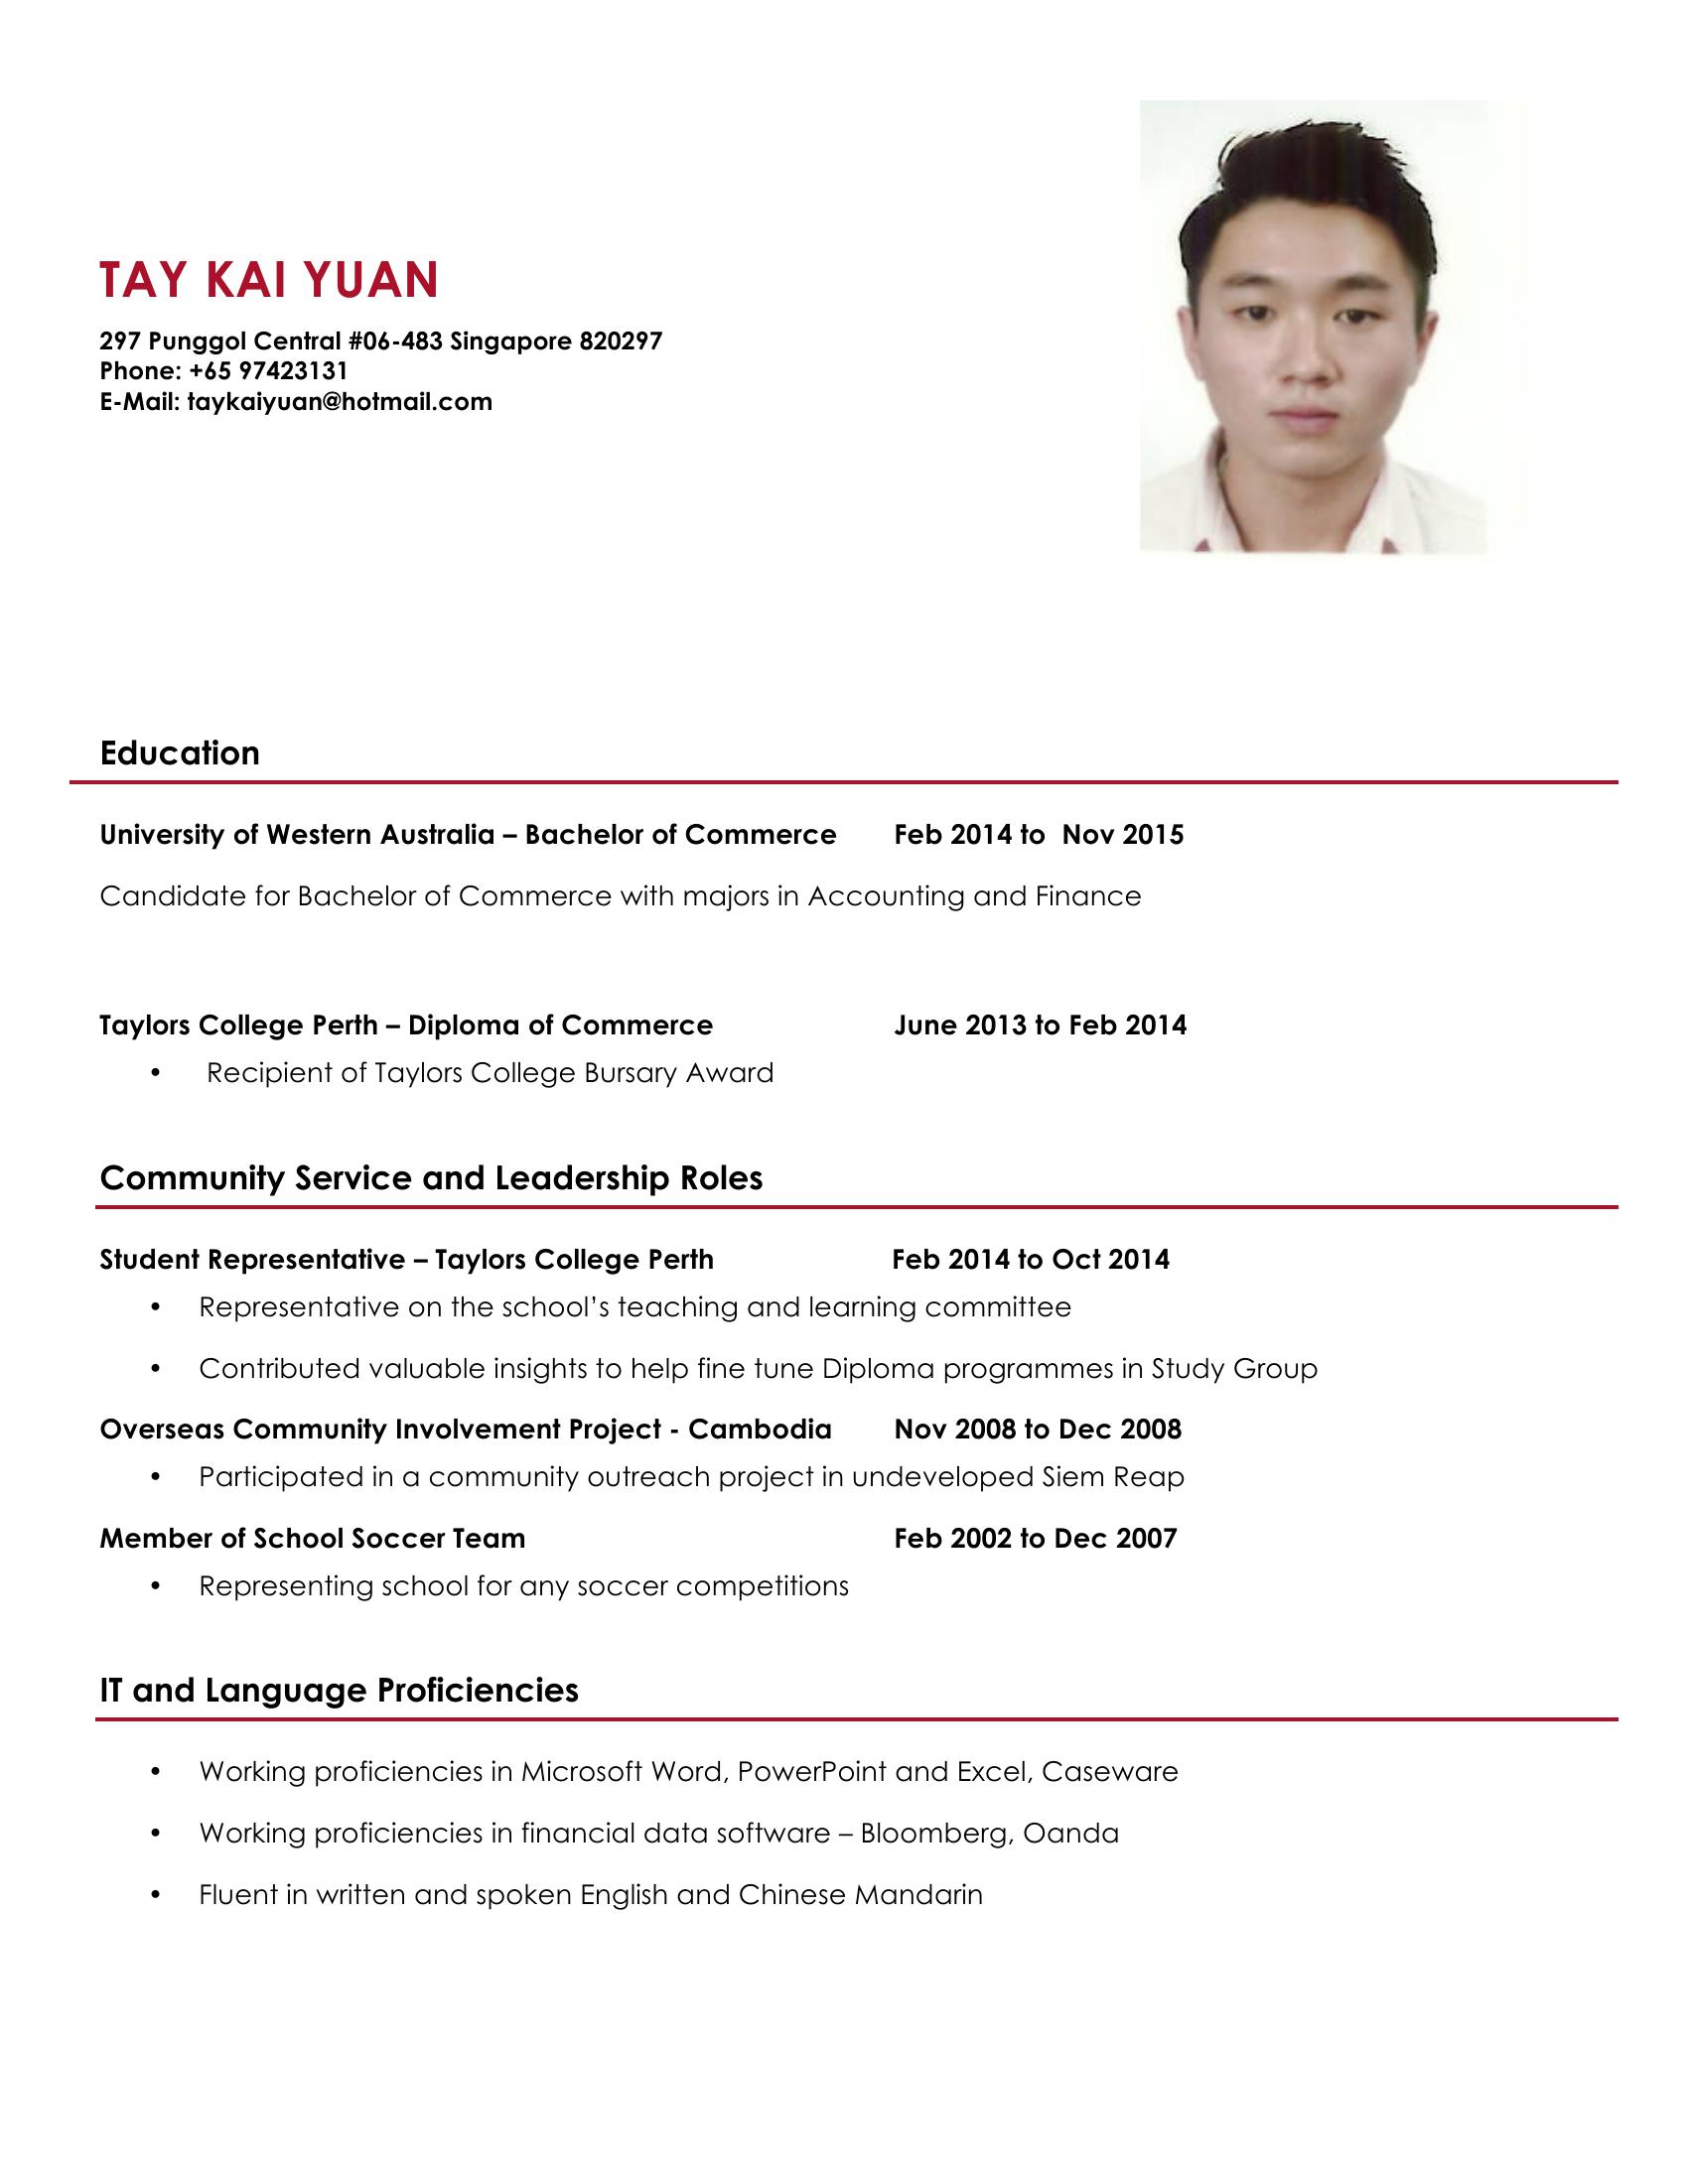 TAY KAI YUAN
297 Punggol Central #06-483 Singapore 820297
Phone: +65 97423131
E-Mail: taykaiyuan@hotmail.com
Education
University of Western Australia – Bachelor of Commerce Feb 2014 to Nov 2015
Candidate for Bachelor of Commerce with majors in Accounting and Finance
Taylors College Perth – Diploma of Commerce June 2013 to Feb 2014
• Recipient of Taylors College Bursary Award
Community Service and Leadership Roles
Student Representative – Taylors College Perth Feb 2014 to Oct 2014
• Representative on the school’s teaching and learning committee
• Contributed valuable insights to help fine tune Diploma programmes in Study Group
Overseas Community Involvement Project - Cambodia Nov 2008 to Dec 2008
• Participated in a community outreach project in undeveloped Siem Reap
Member of School Soccer Team Feb 2002 to Dec 2007
• Representing school for any soccer competitions
IT and Language Proficiencies
• Working proficiencies in Microsoft Word, PowerPoint and Excel, Caseware
• Working proficiencies in financial data software – Bloomberg, Oanda
• Fluent in written and spoken English and Chinese Mandarin